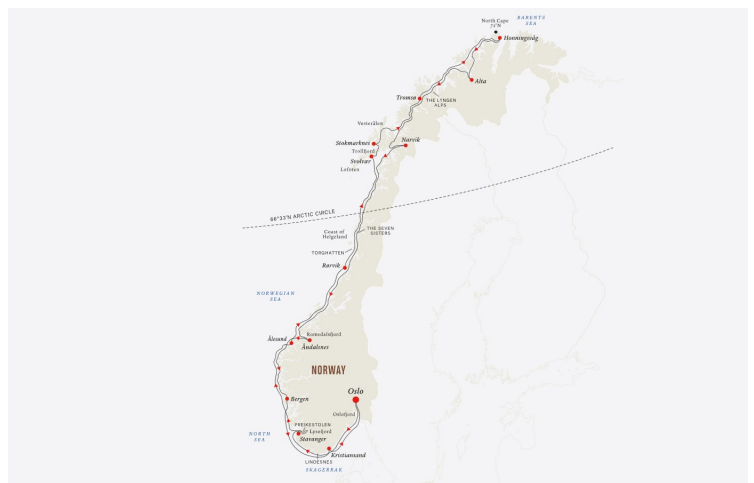 North Cape
71°N
BARENTS
SEA
Honningsvåg
Alta
Tromsø
THE LYNGEN
ALPS
Vesterålen
Stokmarknes
Narvik
Trollfjord
Svolvær
Lofoten
66°33'N ARCTIC CIRCLE
Coast of
Helgeland
THE SEVEN
SISTERS
TORGHATTEN
Rørvik
NORWEGIAN
SEA
Romsdalsfjord
Ålesund
Åndalsnes
NORWAY
Oslo
Bergen
Oslofjord
PREIKESTOLEN
Lysefjord
NORTH
SEA
Stavanger
Kristiansand
LINDESNES
SKAGERRAK